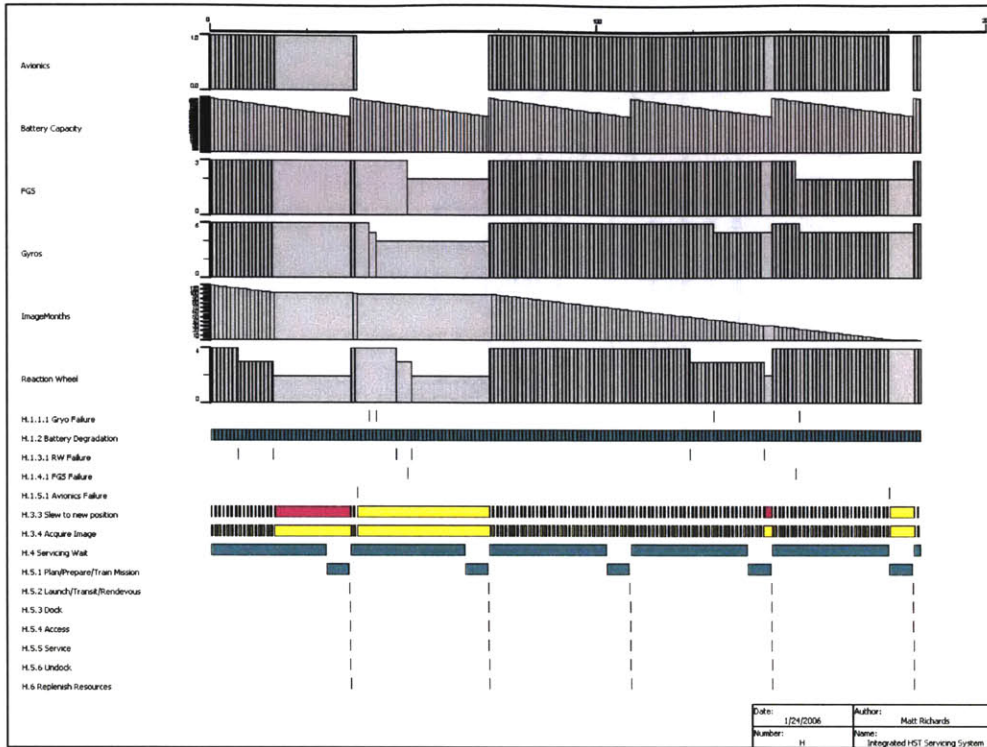 0 100
Avionics
1.0
0.0
Battery Capacity
FGS
3
0
Gyros
6
0
ImageMonths
Reaction Wheel
4
0
H.1.1.1 Gryo Failure
H.1.2 Battery Degradation
H.1.3.1 RW Failure
H.1.4.1 FGS Failure
H.1.5.1 Avionics Failure
H.3.3 Slew to new position
H.3.4 Acquire Image
H.4 Servicing Wait
H.5.1 Plan/Prepare/Train Mission
H.5.2 Launch/Transit/Rendevous
H.5.3 Dock
H.5.4 Access
H.5.5 Service
H.5.6 Undock
H.6 Replenish Resources
Date: Author:
1/24/2006 Matt Richards
Number: Name:
H Integrated HST Servicing System